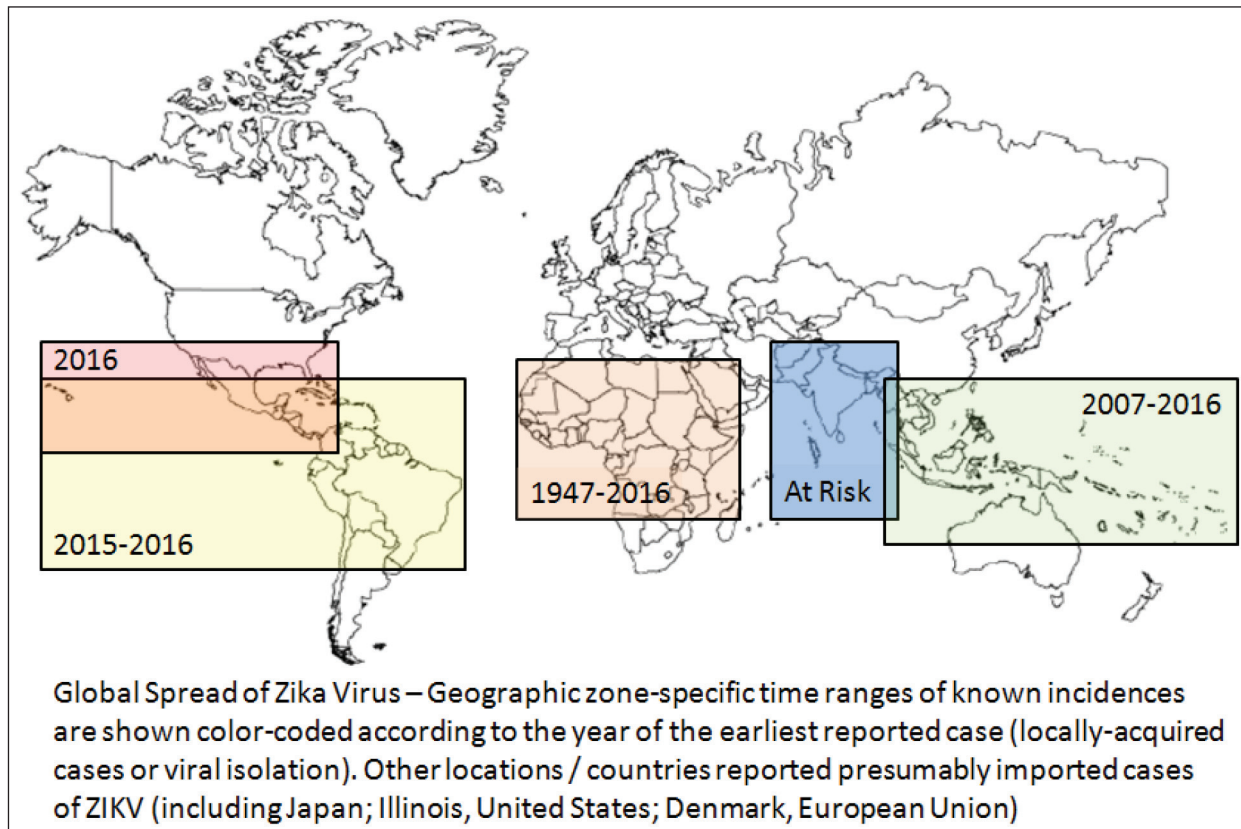 2016
2015-2016
1947-2016
At Risk
2007-2016
Global Spread of Zika Virus – Geographic zone-specific time ranges of known incidences
are shown color-coded according to the year of the earliest reported case (locally-acquired
cases or viral isolation). Other locations / countries reported presumably imported cases
of ZIKV (including Japan; Illinois, United States; Denmark, European Union)